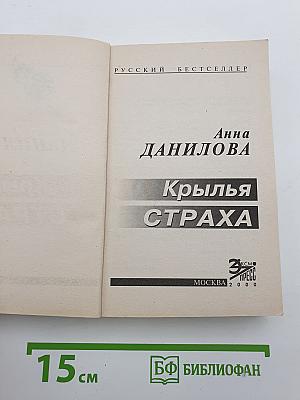 РУССКИЙ БЕСТСЕЛЛЕР
Анна
ДАНИЛОВА
Крылья
СТРАХА
ЭКСМО
ПРЕСС
МОСКВА 2000
15 см
БФ БИБЛИОФАН